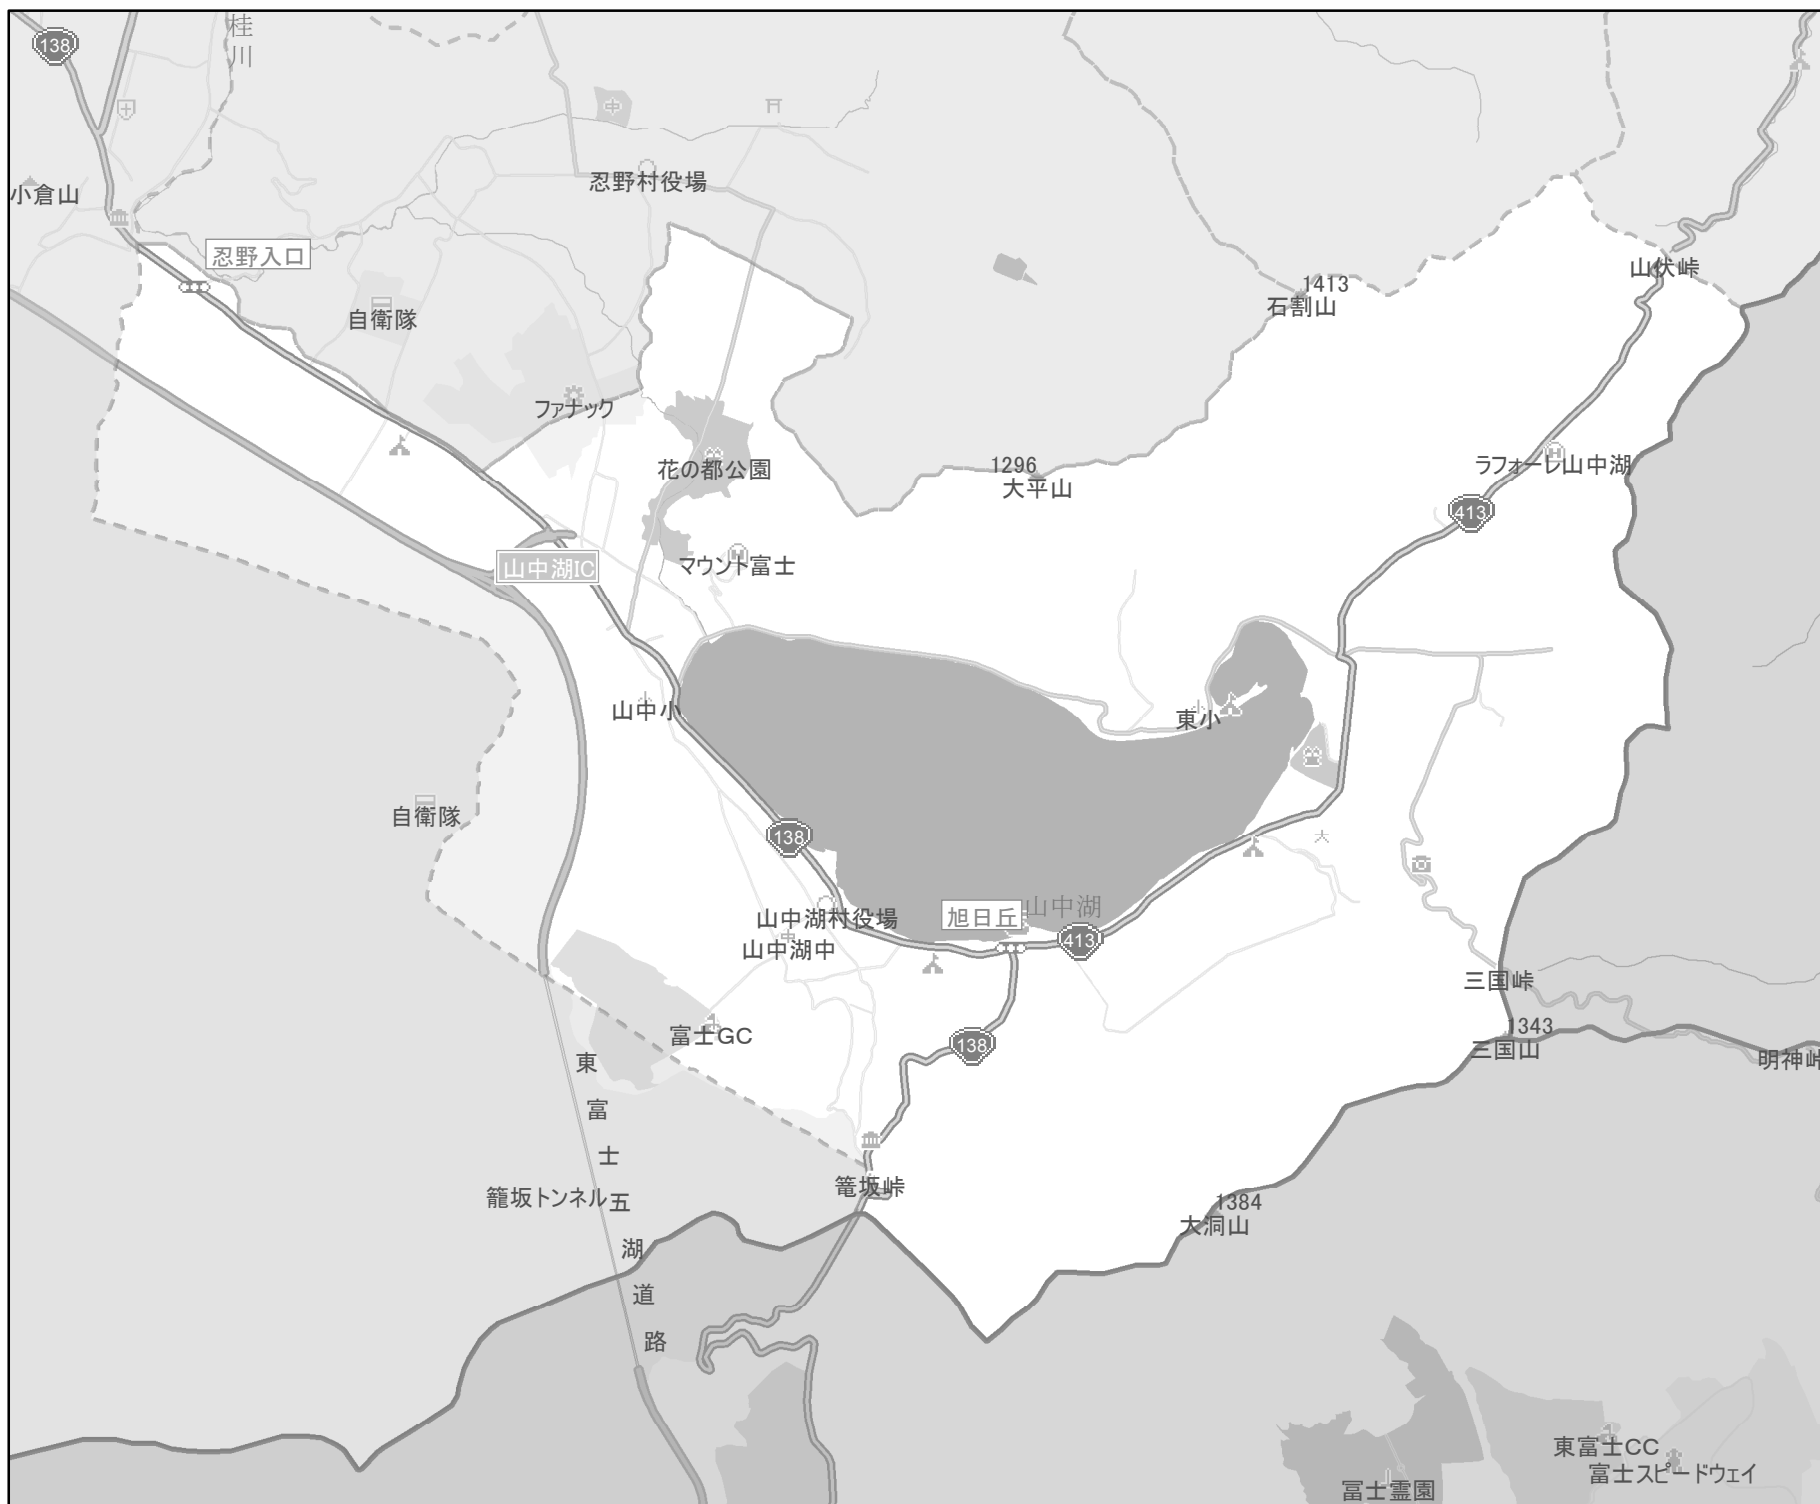 138
桂川
小倉山
忍野村役場
忍野入口
自衛隊
ファナック
1413
石割山
山伏峠
花の都公園
1296
大平山
ラフォーレ山中湖
413
山中湖IC
マウント富士
山中小
東小
自衛隊
138
山中湖村役場
旭日丘
山中湖
413
山中湖中
三国峠
1343
三国山
明神峠
富士GC
138
東富士五湖道路
籠坂トンネル
篭坂峠
1384
大洞山
東富士CC
富士スピードウェイ
冨士霊園
中
小
小
中
大